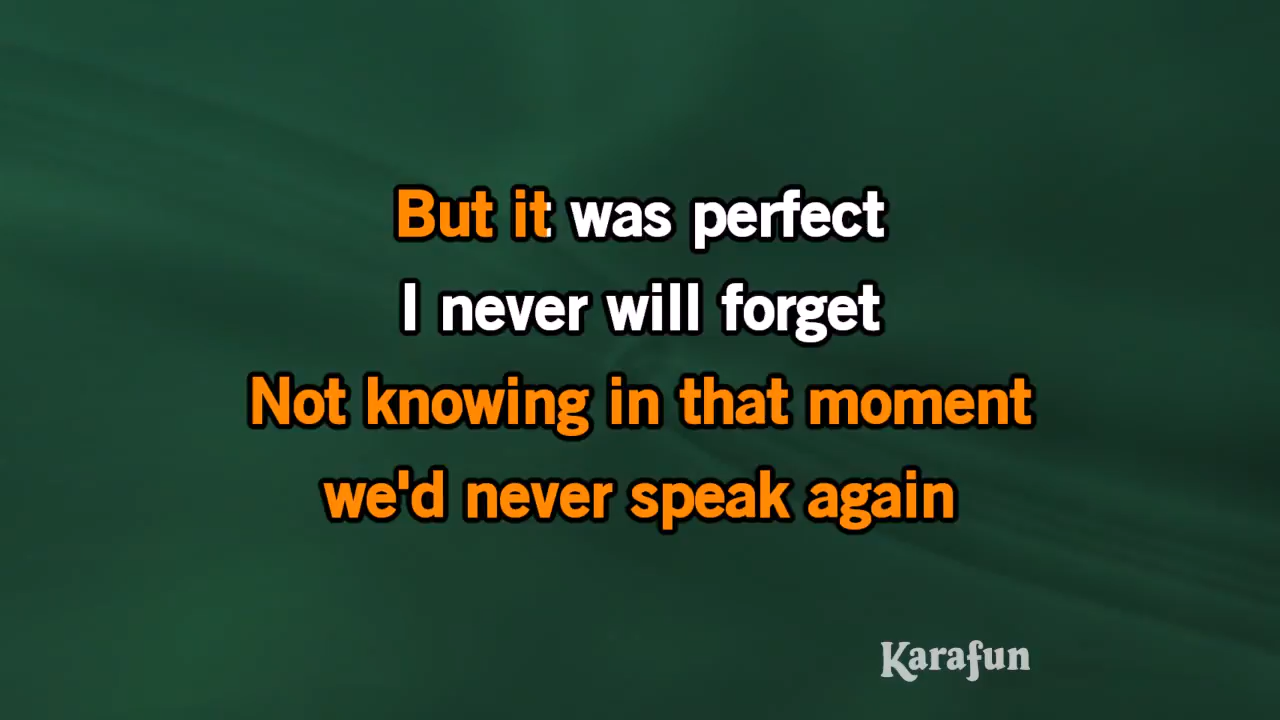 But it was perfect
I never will forget
Not knowing in that moment
we'd never speak again
Karafun